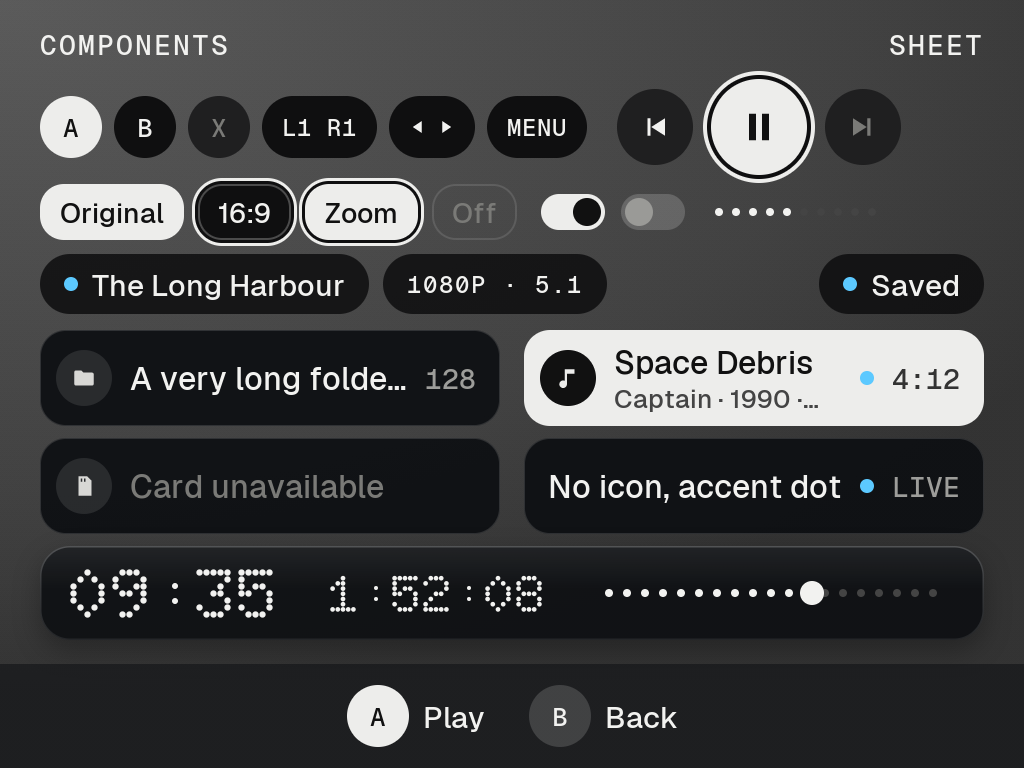 COMPONENTS SHEET
A B X L1 R1 MENU
Original 16:9 Zoom Off
The Long Harbour 1080P · 5.1 Saved
A very long folde… 128
Space Debris
Captain · 1990 ·… 4:12
Card unavailable
No icon, accent dot LIVE
09:35 1:52:08
A Play B Back